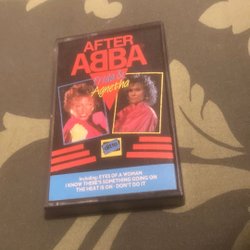 AFTER
ABBA
Frida &
Agnetha
Including: EYES OF A WOMAN
I KNOW THERE'S SOMETHING GOING ON
THE HEAT IS ON · DON'T DO IT